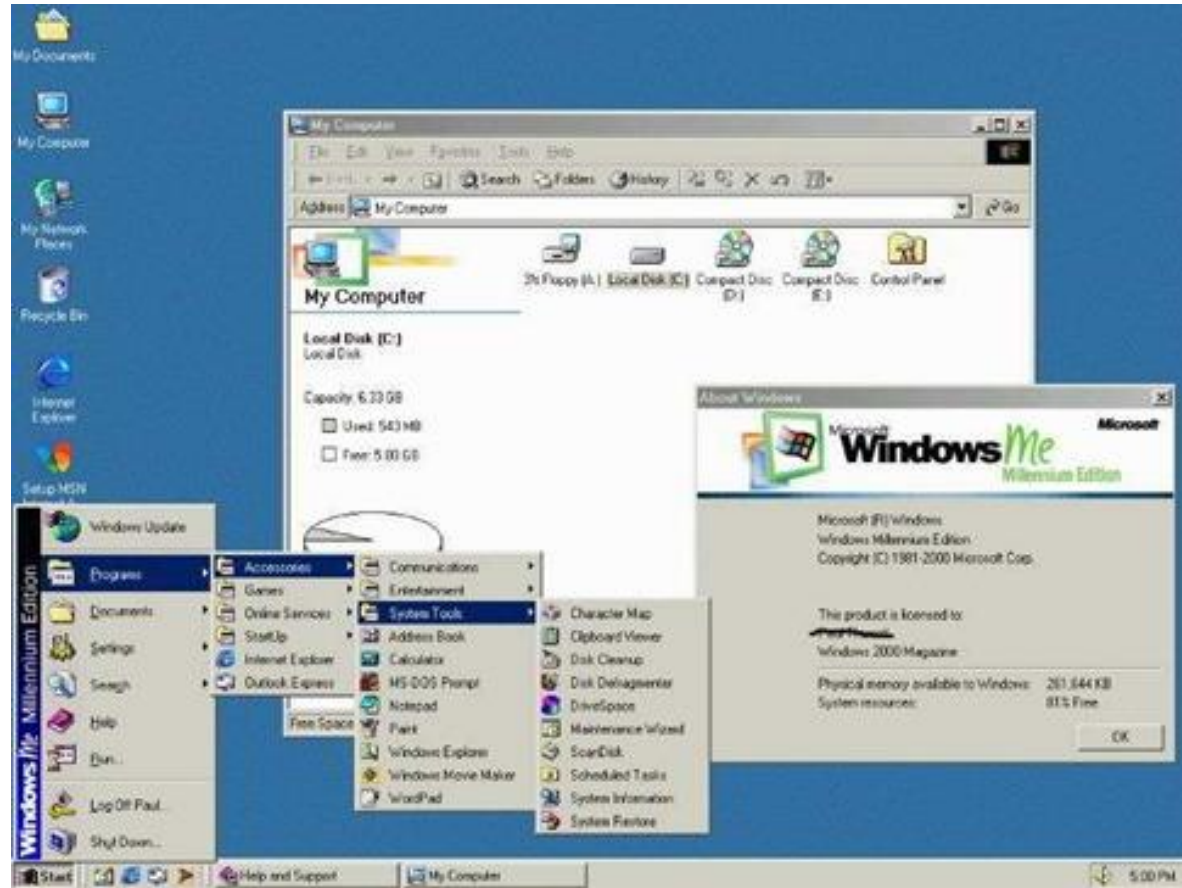 My Documents
My Computer
My Network
Places
Recycle Bin
Internet
Explorer
Setup MSN
My Computer
File Edit View Favorites Tools Help
Search Folders History
Address My Computer Go
My Computer
Local Disk (C:)
Local Disk
Capacity: 6.33 GB
Used: 543 MB
Free: 5.80 GB
Free Space
3½ Floppy (A:) Local Disk (C:) Compact Disc (D:) Compact Disc (E:) Control Panel
About Windows
Microsoft
Microsoft
Windows Me
Millennium Edition
Microsoft (R) Windows
Windows Millennium Edition
Copyright (C) 1981-2000 Microsoft Corp.
This product is licensed to:
Windows 2000 Magazine
Physical memory available to Windows: 261,644 KB
System resources: 81% Free
OK
Windows Me Millennium Edition
Windows Update
Programs
Documents
Settings
Search
Help
Run...
Log Off Paul...
Shut Down...
Accessories
Games
Online Services
StartUp
Internet Explorer
Outlook Express
Communications
Entertainment
System Tools
Address Book
Calculator
MS-DOS Prompt
Notepad
Paint
Windows Explorer
Windows Movie Maker
WordPad
Character Map
Clipboard Viewer
Disk Cleanup
Disk Defragmenter
DriveSpace
Maintenance Wizard
ScanDisk
Scheduled Tasks
System Information
System Restore
Start Help and Support My Computer 5:00 PM